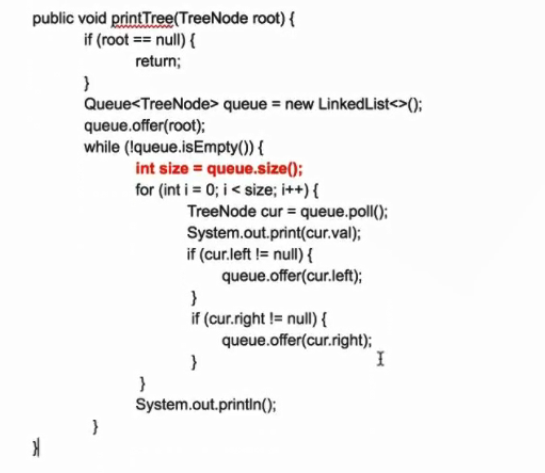 public void printTree(TreeNode root) {
if (root == null) {
return;
}
Queue<TreeNode> queue = new LinkedList<>();
queue.offer(root);
while (!queue.isEmpty()) {
int size = queue.size();
for (int i = 0; i < size; i++) {
TreeNode cur = queue.poll();
System.out.print(cur.val);
if (cur.left != null) {
queue.offer(cur.left);
}
if (cur.right != null) {
queue.offer(cur.right);
}
}
System.out.println();
}
}